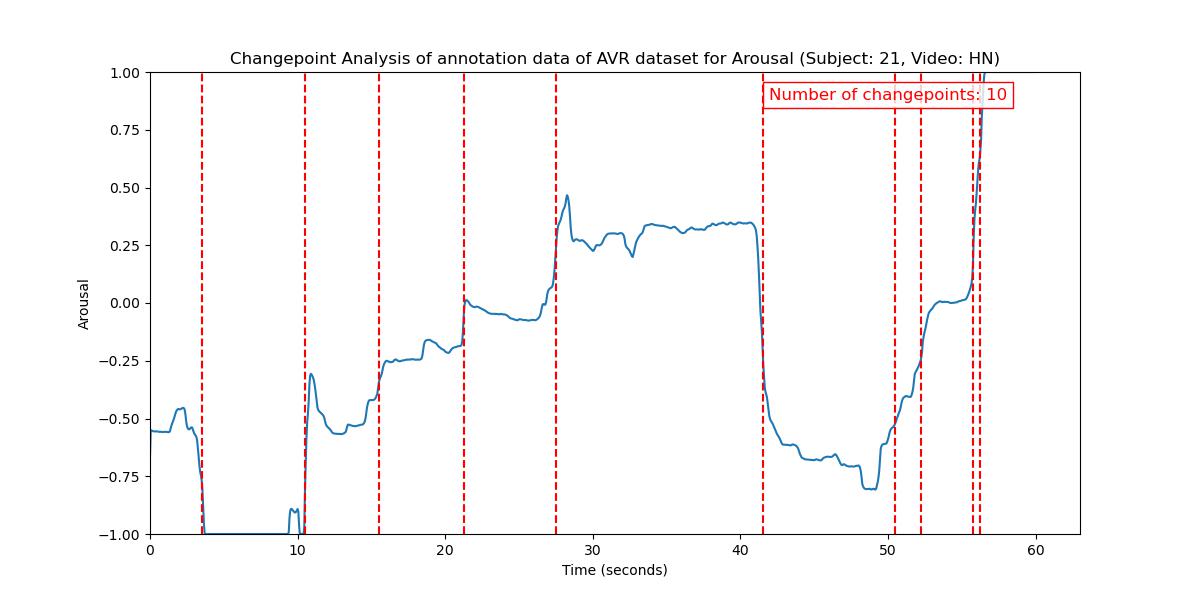 Changepoint Analysis of annotation data of AVR dataset for Arousal (Subject: 21, Video: HN)
Number of changepoints: 10
Arousal
1.00
0.75
0.50
0.25
0.00
−0.25
−0.50
−0.75
−1.00
0 10 20 30 40 50 60
Time (seconds)